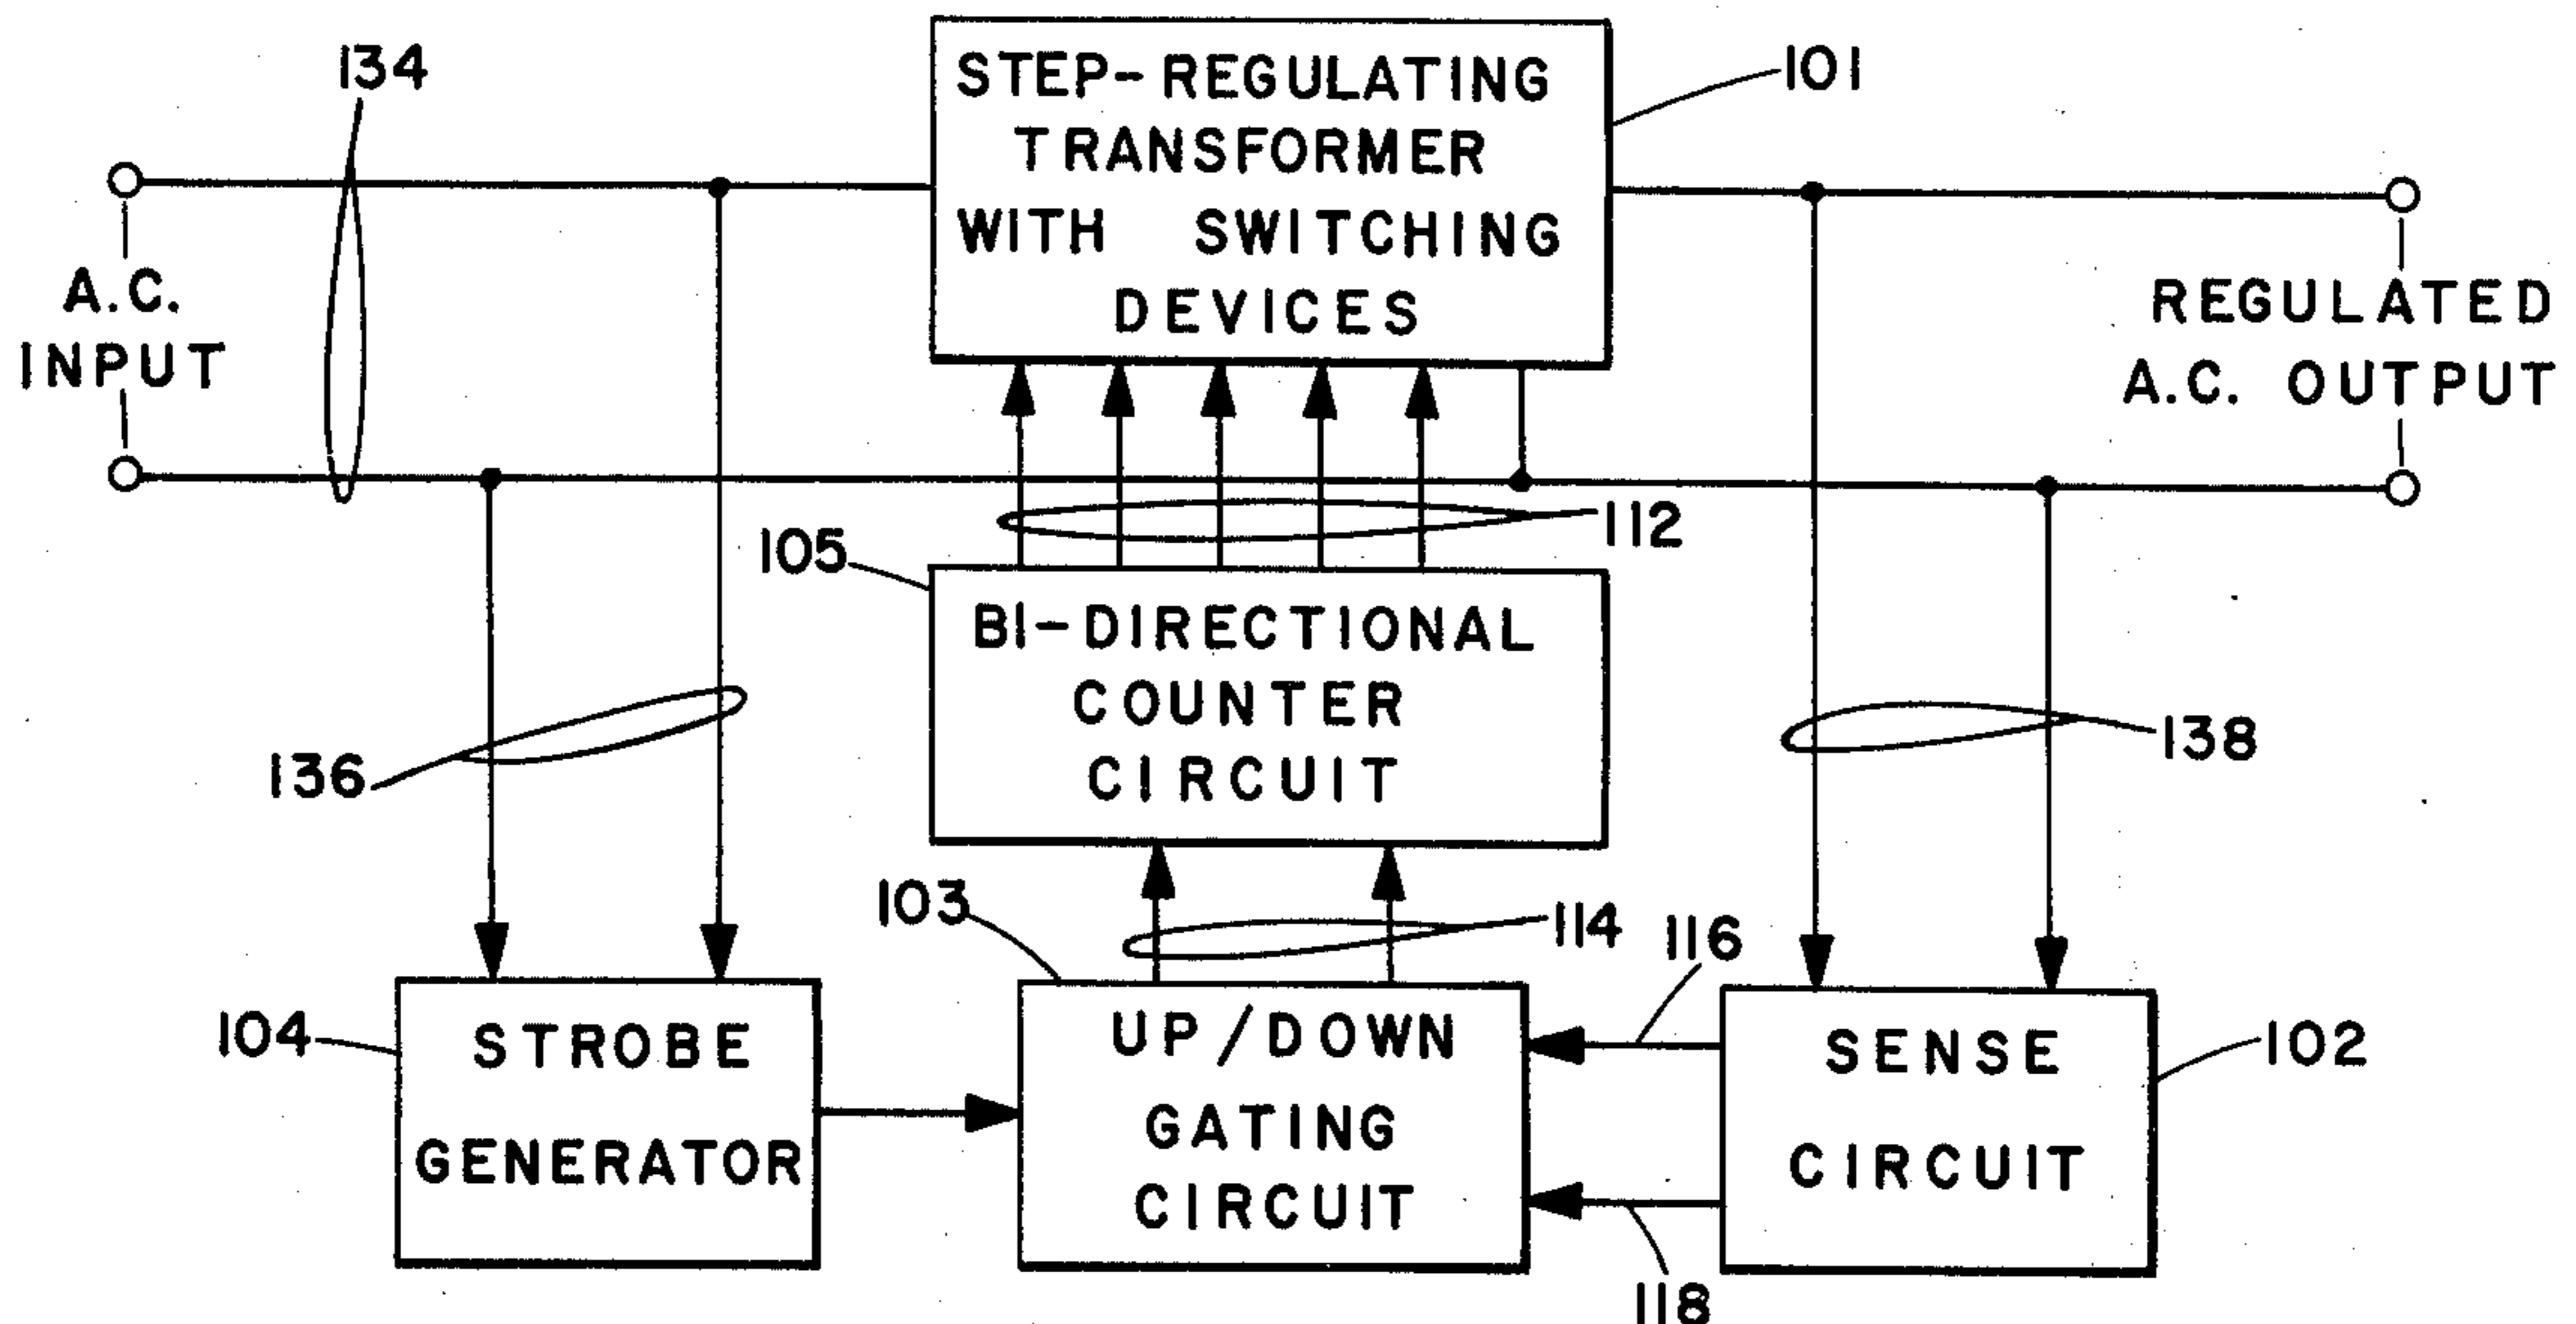 134
STEP-REGULATING
TRANSFORMER
WITH SWITCHING
DEVICES
101
A.C.
INPUT
REGULATED
A.C. OUTPUT
112
105
BI-DIRECTIONAL
COUNTER
CIRCUIT
136
138
103
114
116
104
STROBE
GENERATOR
UP/DOWN
GATING
CIRCUIT
SENSE
CIRCUIT
102
118